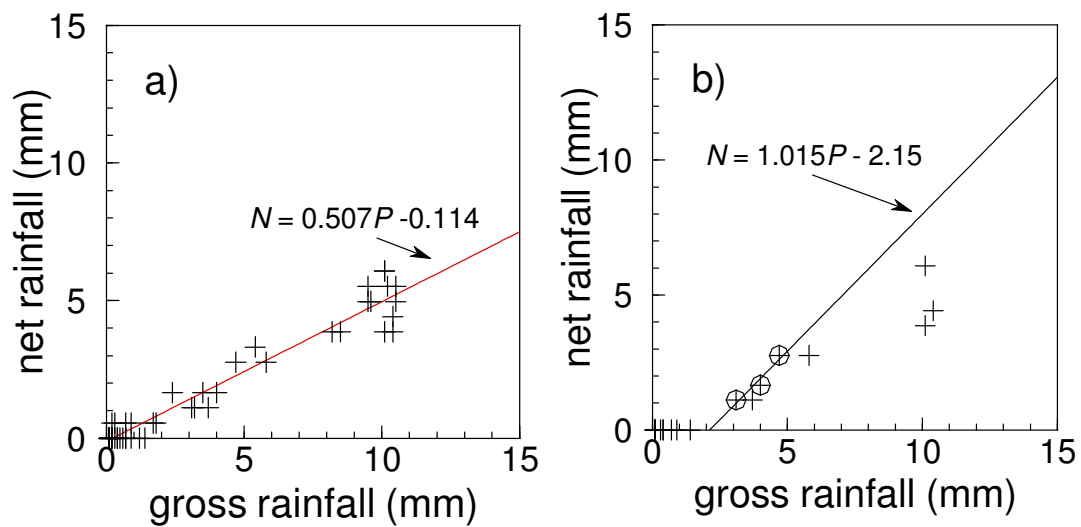 a)
15
10
5
0
net rainfall (mm)
N = 0.507P -0.114
0 5 10 15
gross rainfall (mm)
b)
15
10
5
0
net rainfall (mm)
N = 1.015P - 2.15
0 5 10 15
gross rainfall (mm)